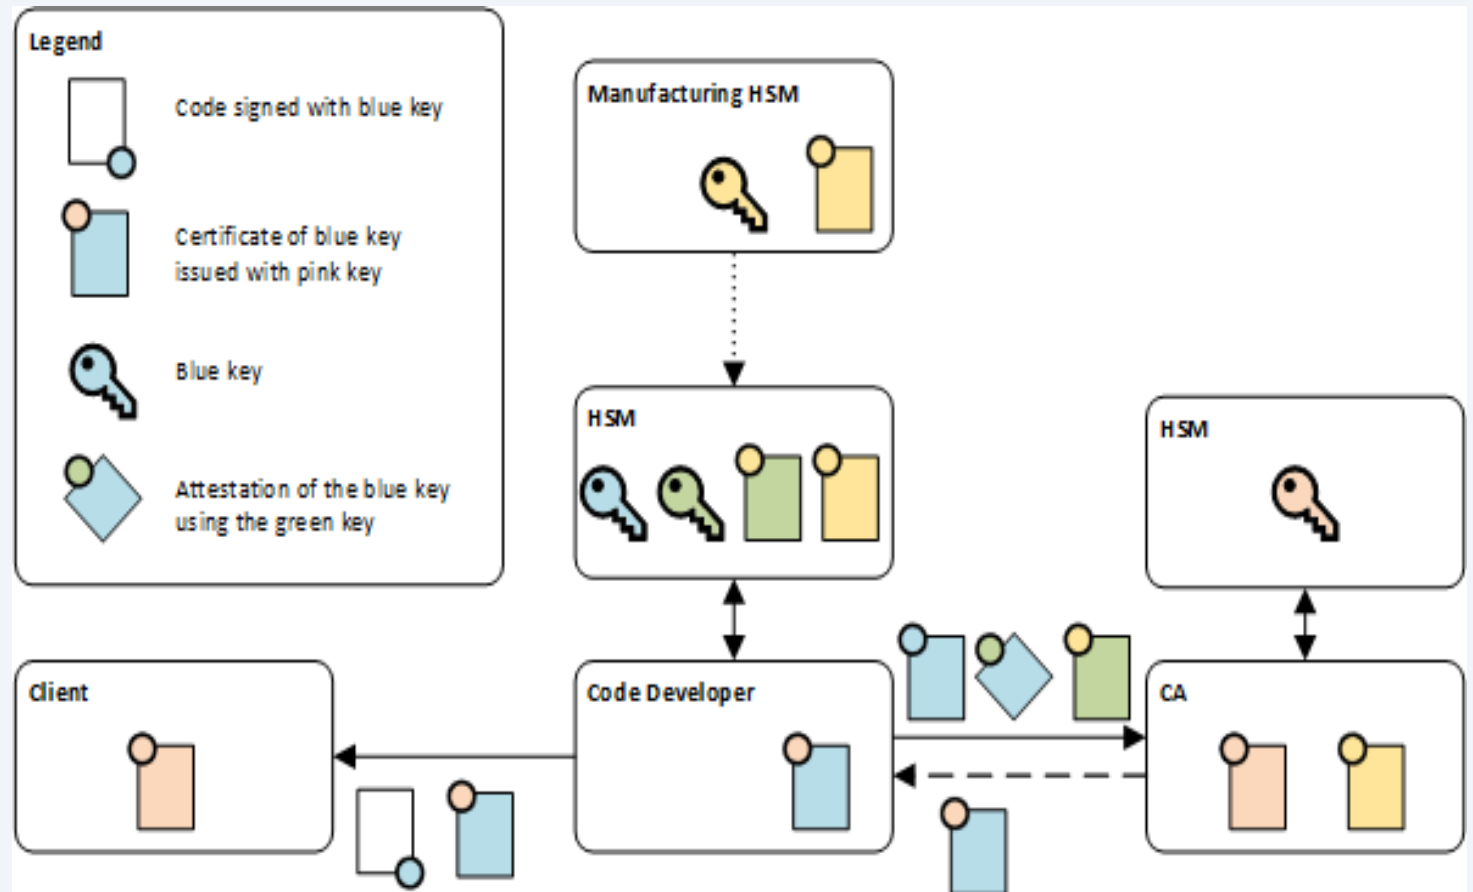 Legend
Code signed with blue key
Certificate of blue key
issued with pink key
Blue key
Attestation of the blue key
using the green key
Manufacturing HSM
HSM
HSM
Client
Code Developer
CA